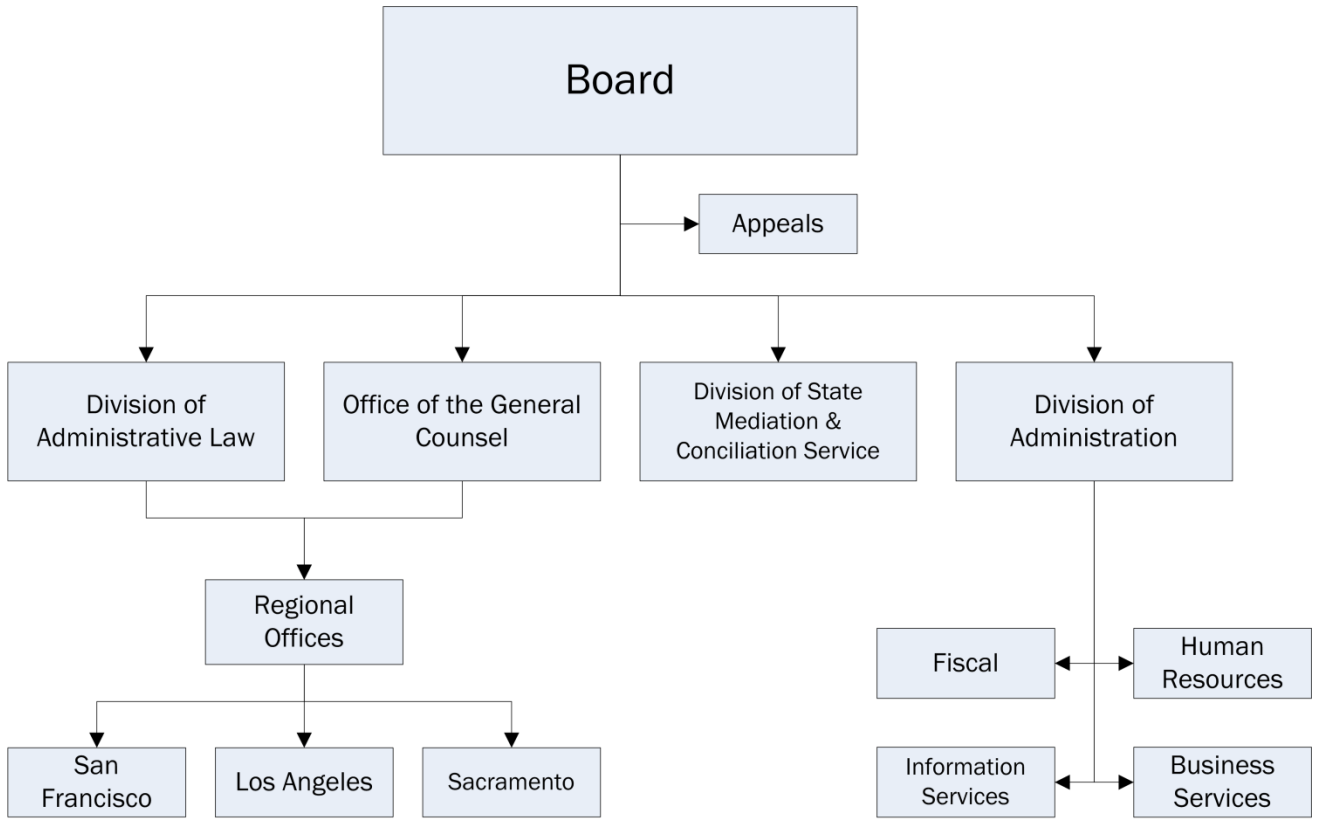 Board
Appeals
Division of
Administrative Law
Office of the General
Counsel
Division of State
Mediation &
Conciliation Service
Division of
Administration
Regional
Offices
San
Francisco
Los Angeles
Sacramento
Fiscal
Human
Resources
Information
Services
Business
Services